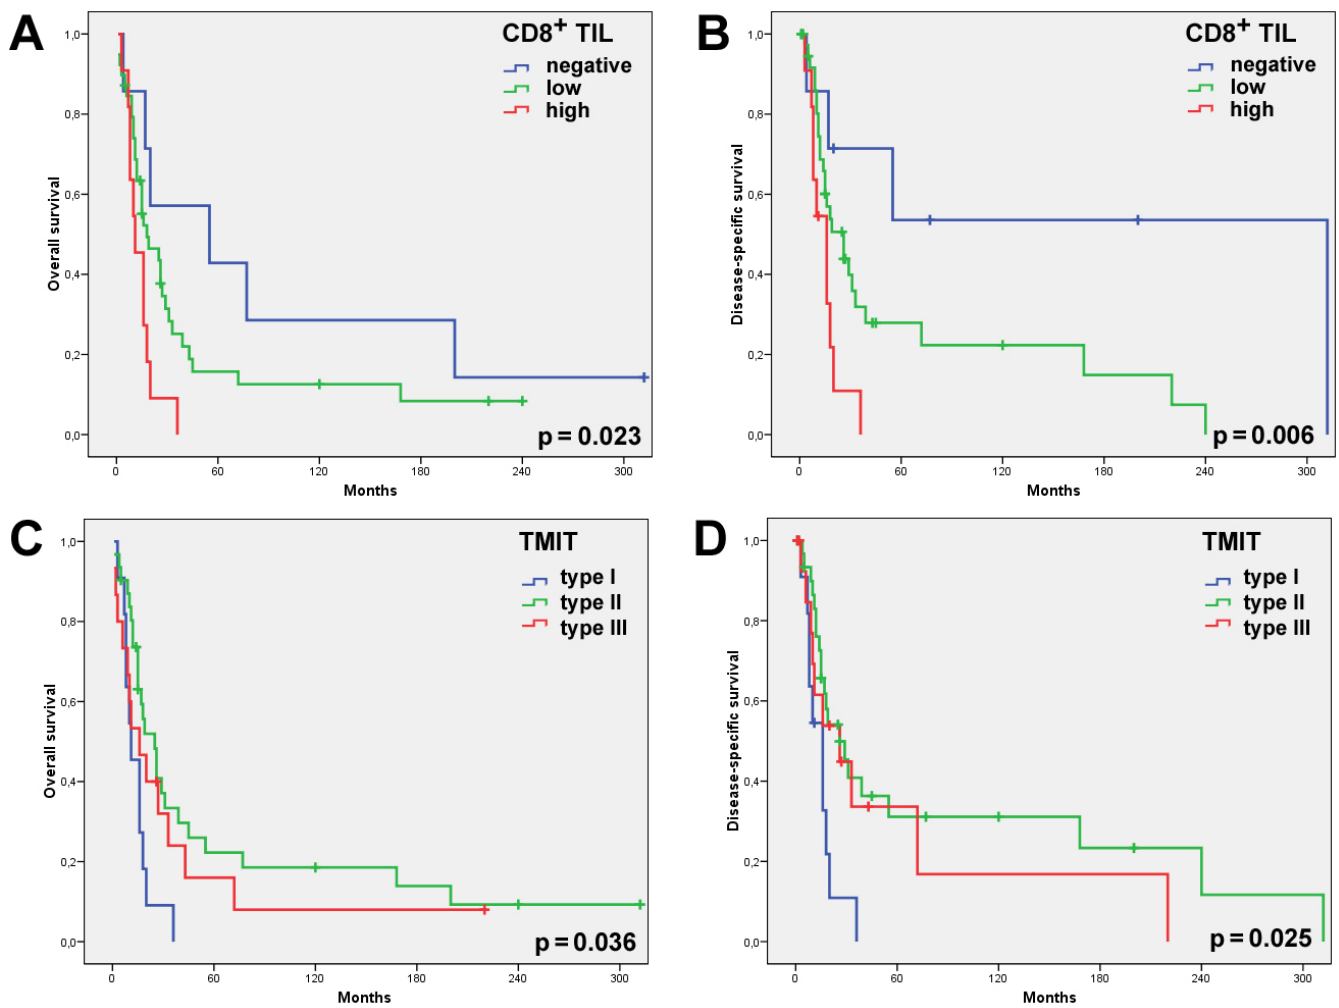 A
CD8+ TIL
negative
low
high
1,0
0,8
0,6
0,4
0,2
0,0
Overall survival
p = 0.023
0 60 120 180 240 300
Months
B
CD8+ TIL
negative
low
high
1,0
0,8
0,6
0,4
0,2
0,0
Disease-specific survival
p = 0.006
0 60 120 180 240 300
Months
C
TMIT
type I
type II
type III
1,0
0,8
0,6
0,4
0,2
0,0
Overall survival
p = 0.036
0 60 120 180 240 300
Months
D
TMIT
type I
type II
type III
1,0
0,8
0,6
0,4
0,2
0,0
Disease-specific survival
p = 0.025
0 60 120 180 240 300
Months